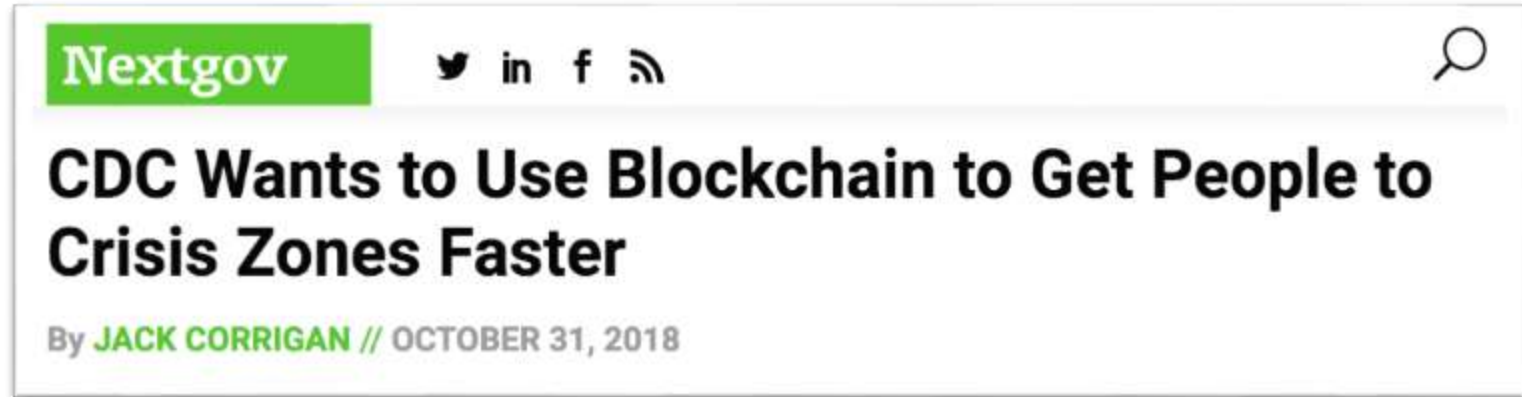 Nextgov
CDC Wants to Use Blockchain to Get People to
Crisis Zones Faster
By JACK CORRIGAN // OCTOBER 31, 2018